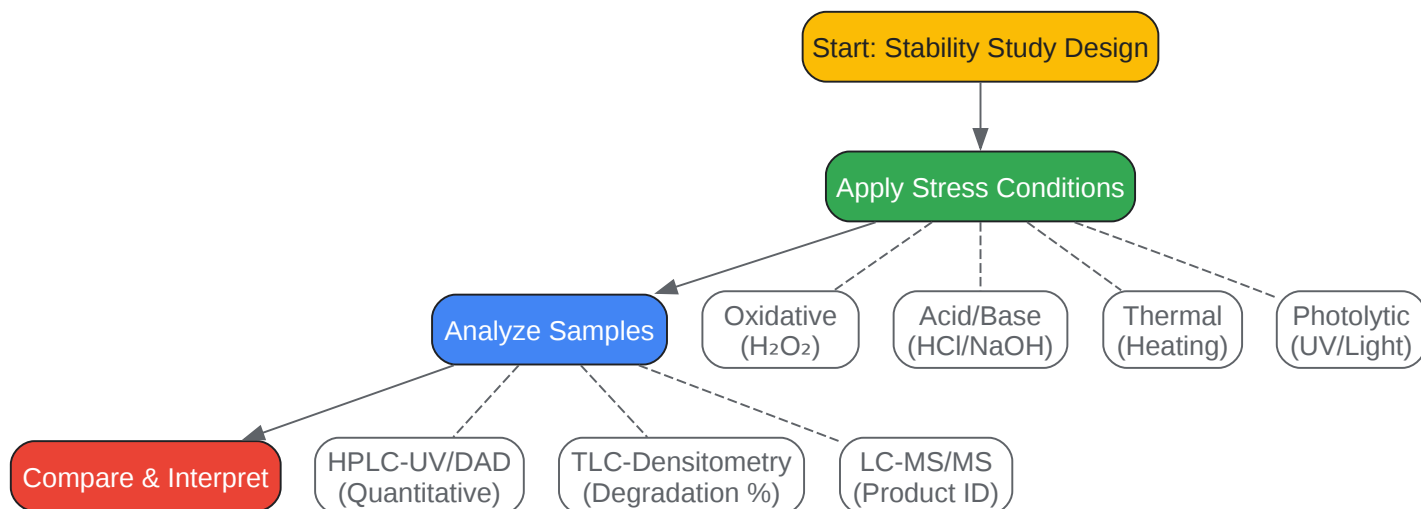 Start: Stability Study Design
Apply Stress Conditions
Analyze Samples
Oxidative
(H₂O₂)
Acid/Base
(HCl/NaOH)
Thermal
(Heating)
Photolytic
(UV/Light)
Compare & Interpret
HPLC-UV/DAD
(Quantitative)
TLC-Densitometry
(Degradation %)
LC-MS/MS
(Product ID)